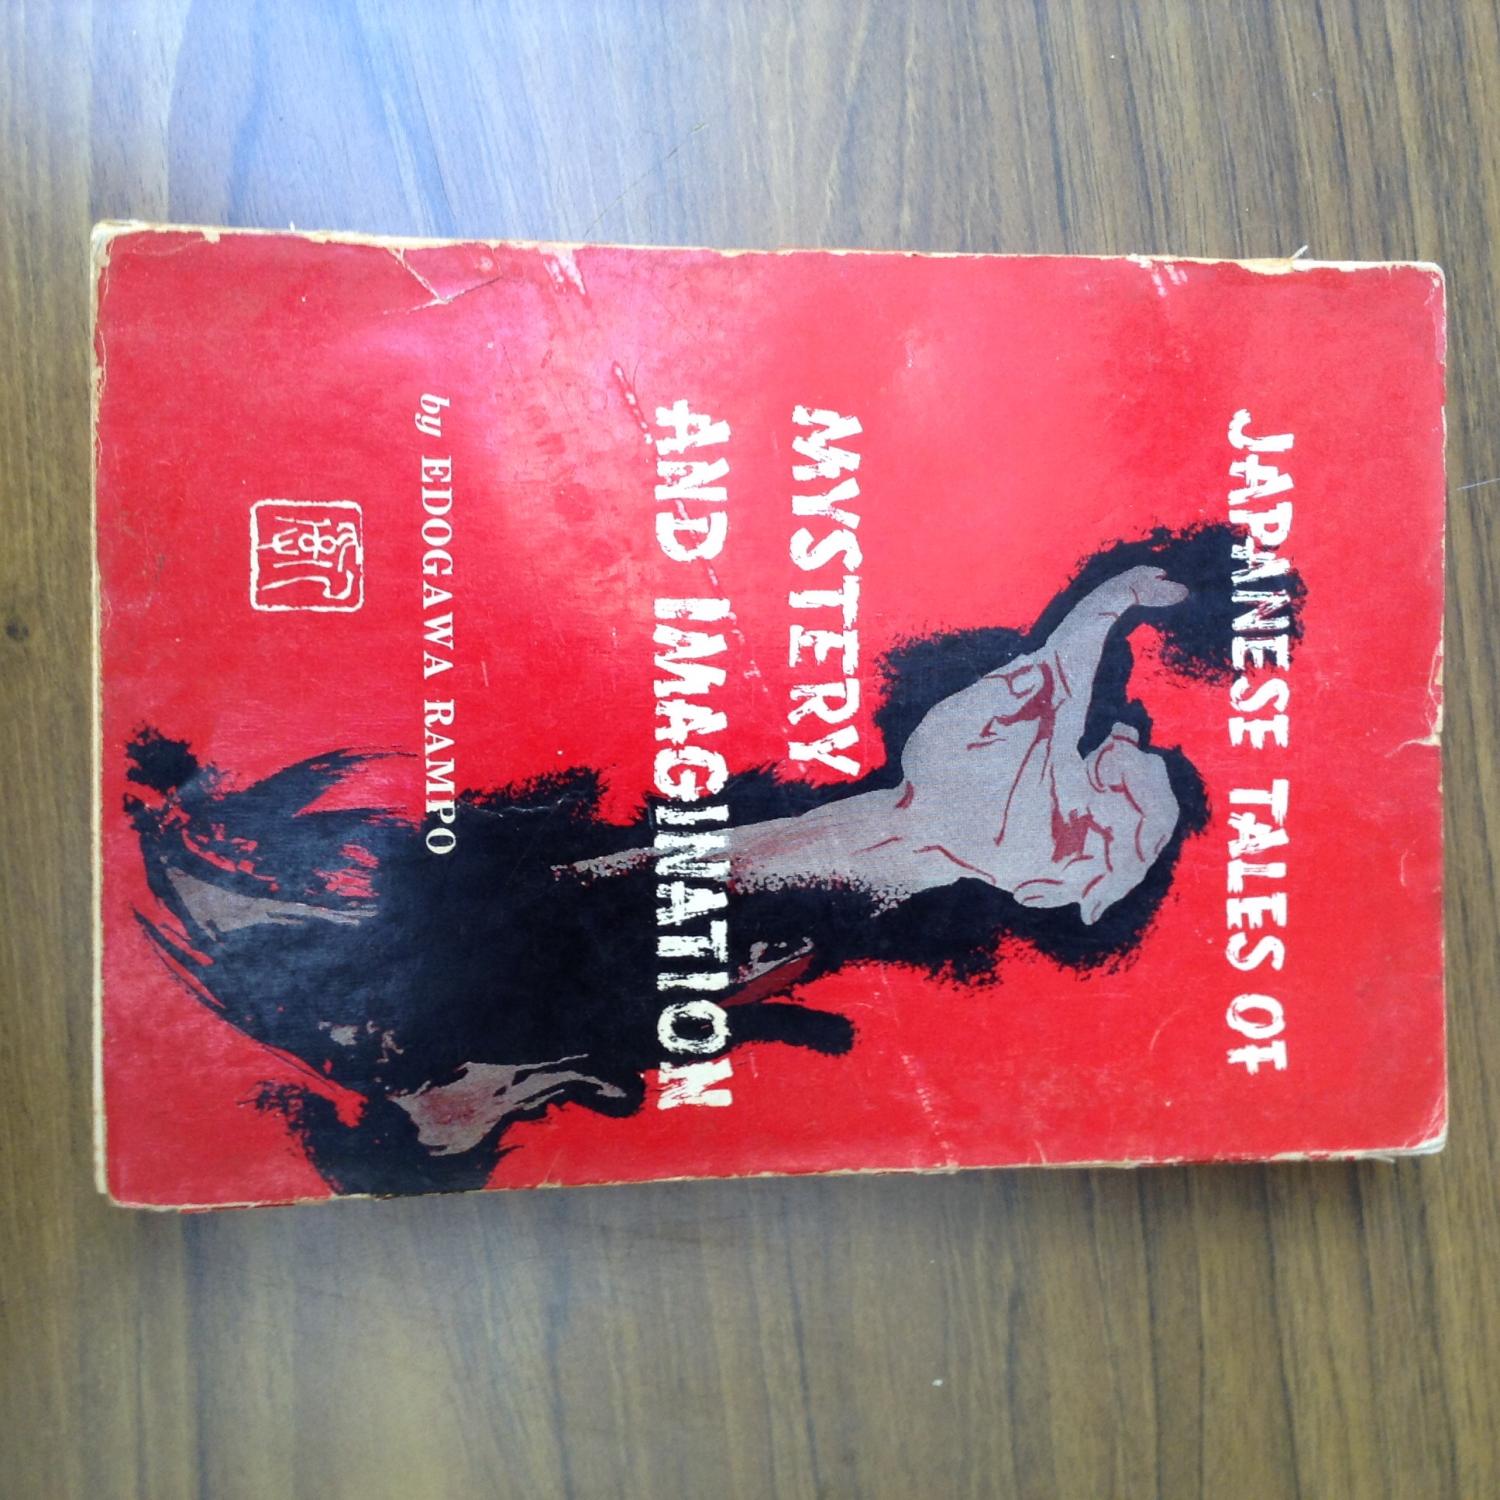 JAPANESE TALES OF
MYSTERY
AND IMAGINATION
by EDOGAWA RAMPO